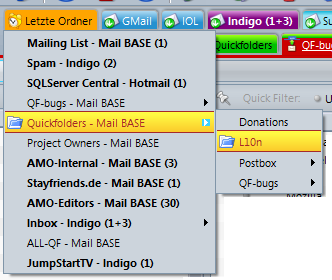 Letzte Ordner GMail IOL Indigo (1+3) Su
Quickfolders QF-bug
Mailing List - Mail BASE (1)
Spam - Indigo (2)
SQLServer Central - Hotmail (1)
QF-bugs - Mail BASE
Quick Filter:
Quickfolders - Mail BASE
Donations
Project Owners - Mail BASE
L10n
AMO-Internal - Mail BASE (3)
Postbox
Stayfriends.de - Mail BASE (1)
QF-bugs
AMO-Editors - Mail BASE (30)
Inbox - Indigo (1+3)
ALL-QF - Mail BASE
JumpStartTV - Indigo (1)